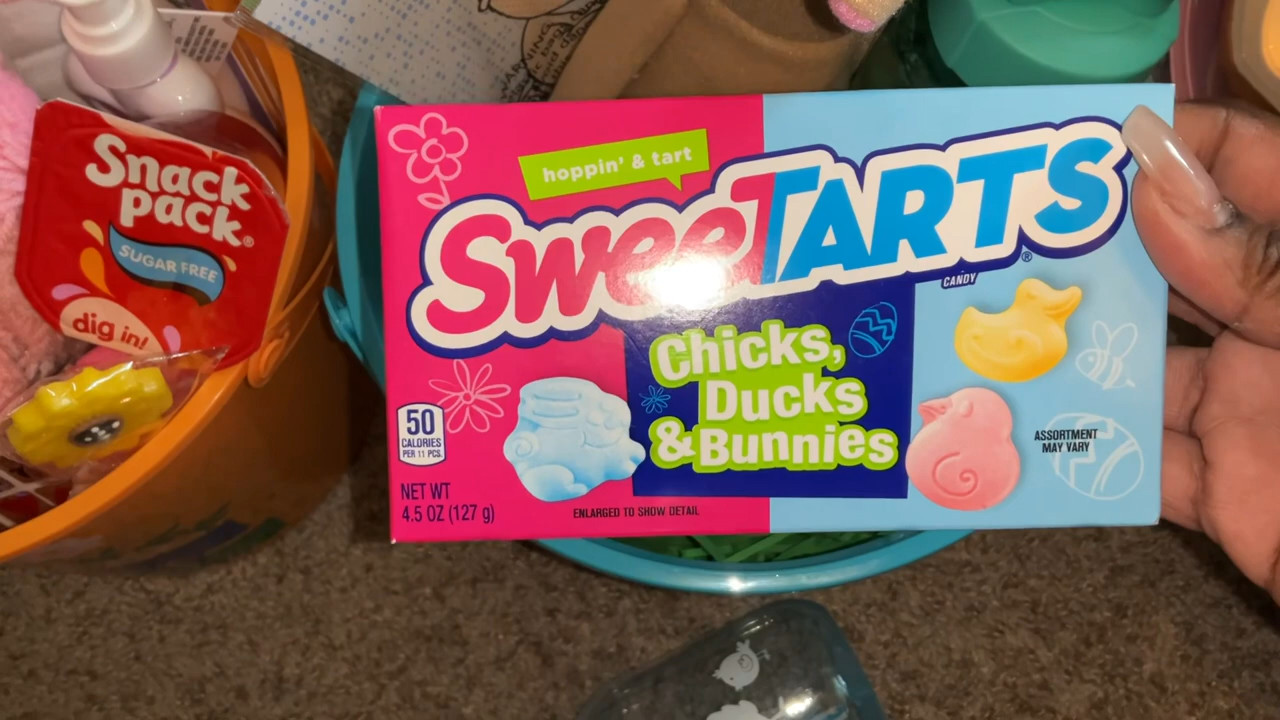 Snack
pack®
SUGAR FREE
dig in!
hoppin' & tart
SWEETARTS®
CANDY
Chicks,
Ducks
& Bunnies
50
CALORIES
PER 11 PCS.
NET WT
4.5 OZ (127 g)
ENLARGED TO SHOW DETAIL
ASSORTMENT
MAY VARY